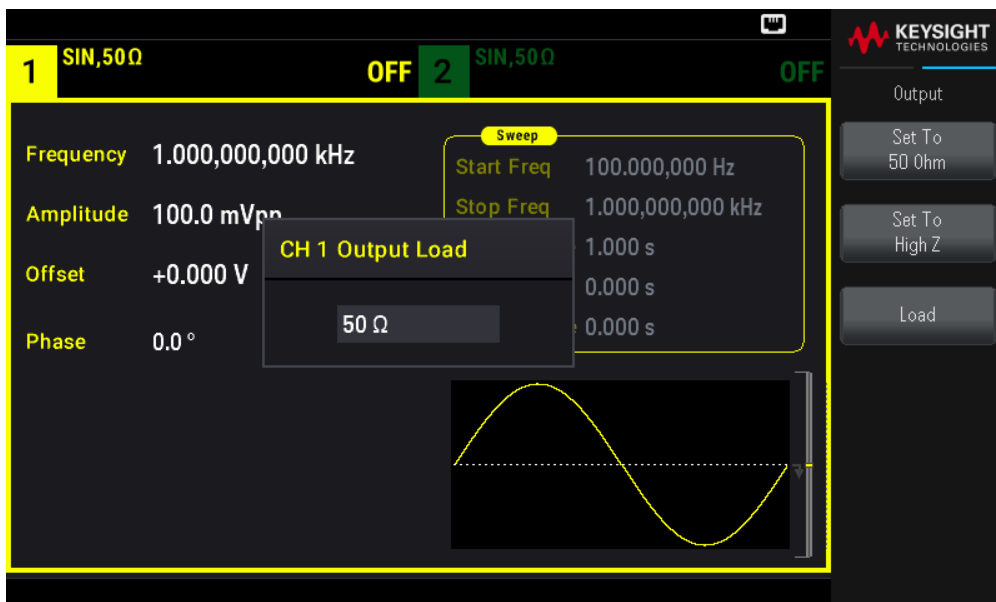 KEYSIGHT
TECHNOLOGIES
1 SIN,50Ω OFF
2 SIN,50Ω OFF
Output
Set To
50 Ohm
Set To
High Z
Load
Frequency 1.000,000,000 kHz
Amplitude 100.0 mVpp
Offset +0.000 V
Phase 0.0 °
Sweep
Start Freq 100.000,000 Hz
Stop Freq 1.000,000,000 kHz
1.000 s
0.000 s
0.000 s
CH 1 Output Load
50 Ω